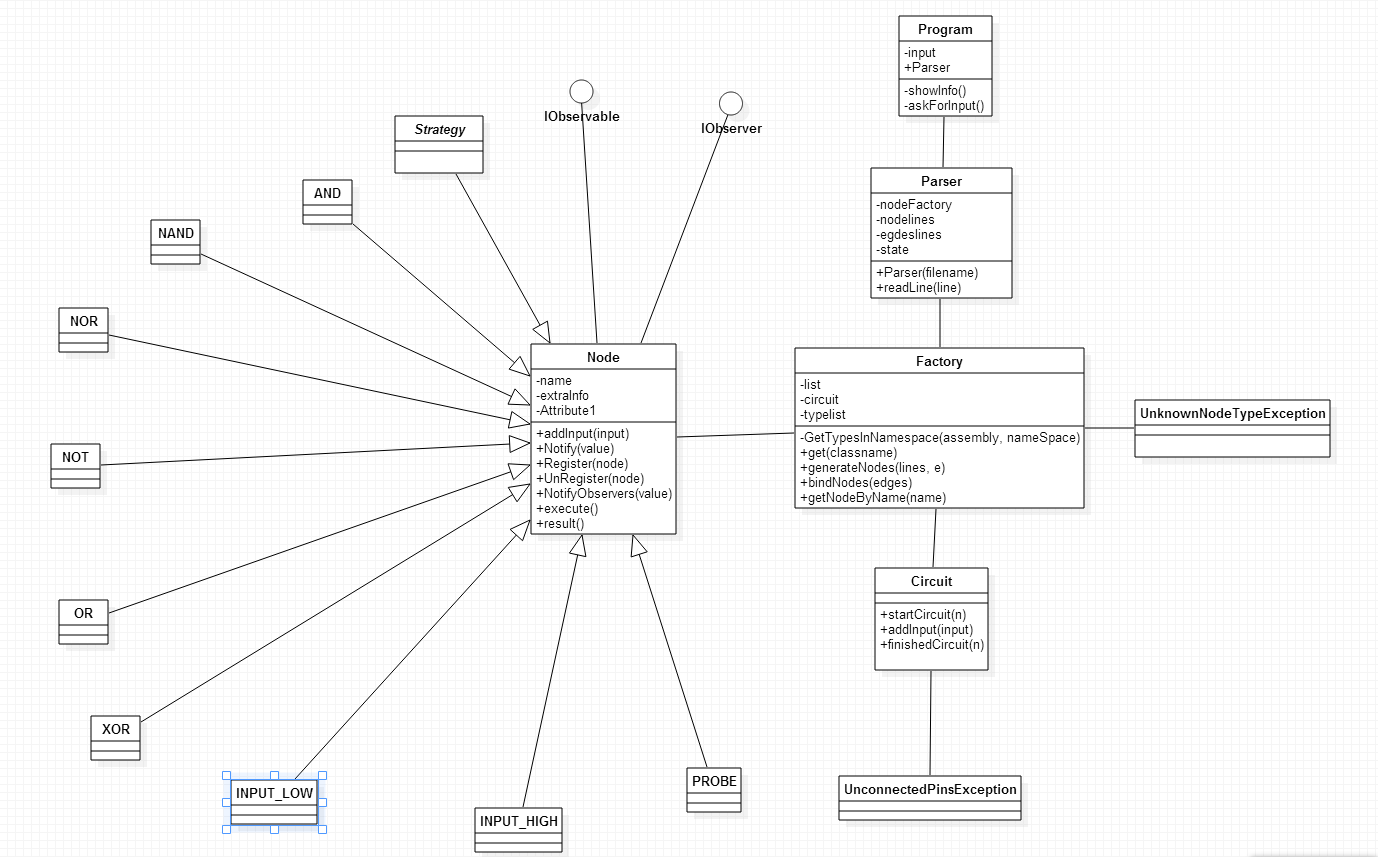 Program
-input
+Parser
-showInfo()
-askForInput()
IObservable
IObserver
Strategy
AND
NAND
NOR
NOT
OR
XOR
INPUT_LOW
INPUT_HIGH
PROBE
Node
-name
-extraInfo
-Attribute1
+addInput(input)
+Notify(value)
+Register(node)
+UnRegister(node)
+NotifyObservers(value)
+execute()
+result()
Parser
-nodeFactory
-nodelines
-egdeslines
-state
+Parser(filename)
+readLine(line)
Factory
-list
-circuit
-typelist
-GetTypesInNamespace(assembly, nameSpace)
+get(classname)
+generateNodes(lines, e)
+bindNodes(edges)
+getNodeByName(name)
UnknownNodeTypeException
Circuit
+startCircuit(n)
+addInput(input)
+finishedCircuit(n)
UnconnectedPinsException